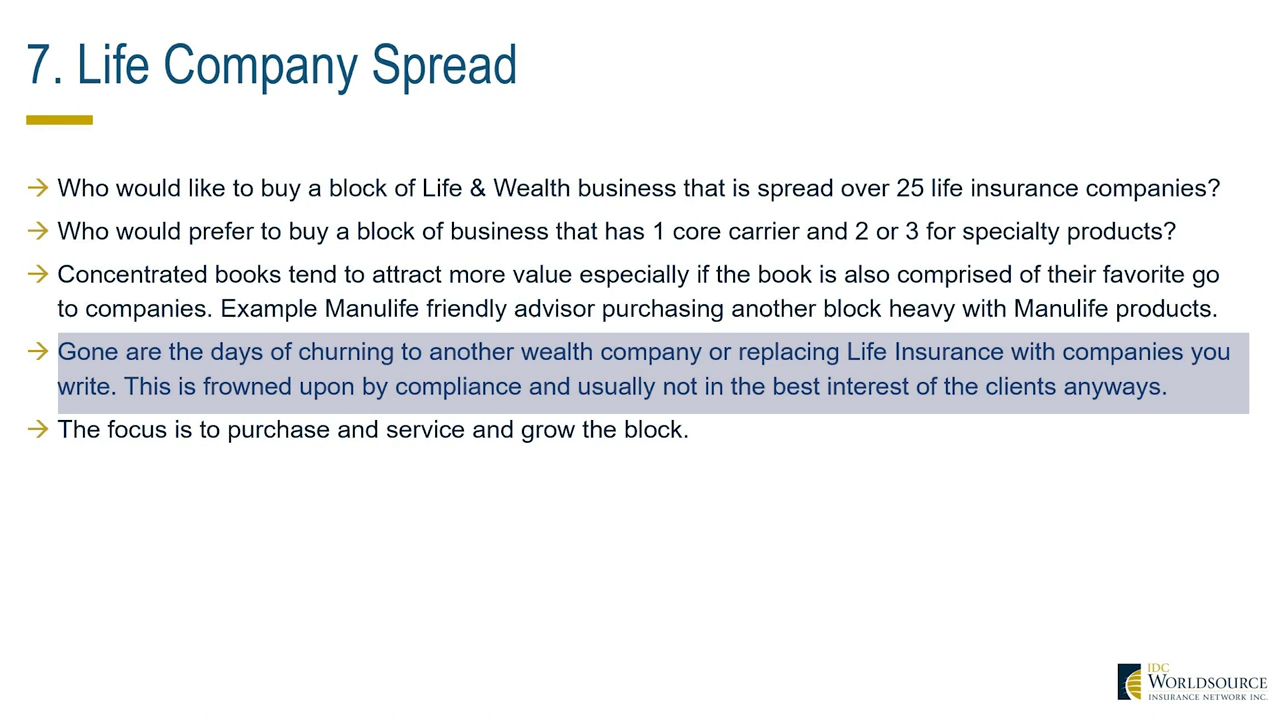 7. Life Company Spread
→ Who would like to buy a block of Life & Wealth business that is spread over 25 life insurance companies?
→ Who would prefer to buy a block of business that has 1 core carrier and 2 or 3 for specialty products?
→ Concentrated books tend to attract more value especially if the book is also comprised of their favorite go
to companies. Example Manulife friendly advisor purchasing another block heavy with Manulife products.
→ Gone are the days of churning to another wealth company or replacing Life Insurance with companies you
write. This is frowned upon by compliance and usually not in the best interest of the clients anyways.
→ The focus is to purchase and service and grow the block.
IDC
WORLDSOURCE
INSURANCE NETWORK INC.